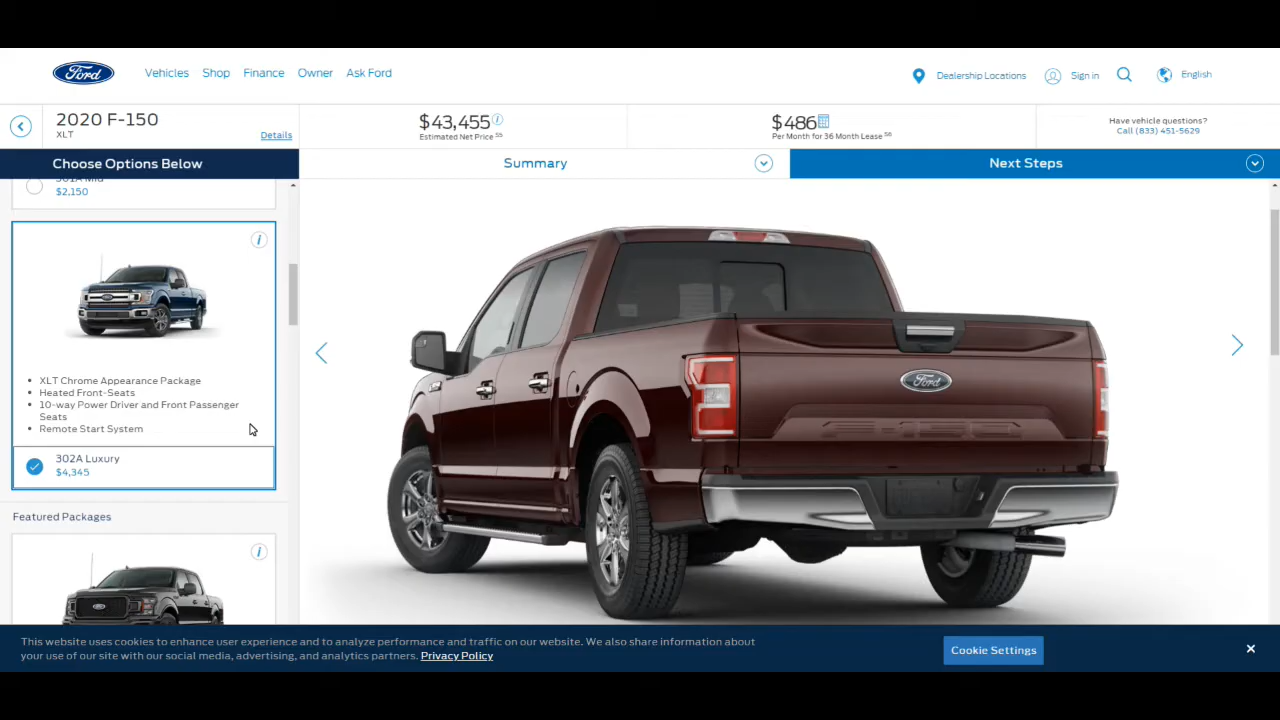 Ford
Vehicles
Shop
Finance
Owner
Ask Ford
Dealership Locations
Sign in
English
2020 F-150
XLT
Details
$43,455
Estimated Net Price
$486
Per Month for 36 Month Lease
Have vehicle questions?
Call (833) 451-5629
Choose Options Below
Summary
Next Steps
301A Mid
$2,150
XLT Chrome Appearance Package
Heated Front-Seats
10-way Power Driver and Front Passenger
Seats
Remote Start System
302A Luxury
$4,345
Featured Packages
Ford
F-150
This website uses cookies to enhance user experience and to analyze performance and traffic on our website. We also share information about
your use of our site with our social media, advertising, and analytics partners. Privacy Policy
Cookie Settings